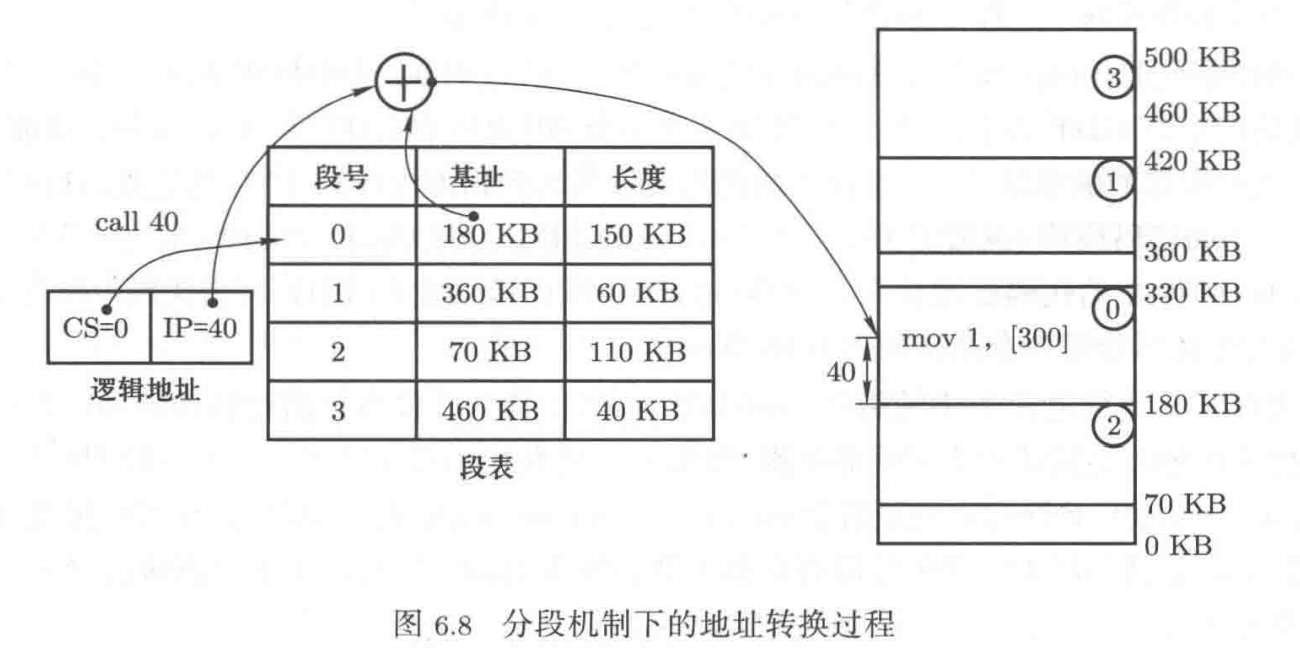 500 KB
③
460 KB
420 KB
①
段号 基址 长度
call 40
0 180 KB 150 KB
360 KB
1 360 KB 60 KB
330 KB
⓪
CS=0 IP=40
mov 1, [300]
2 70 KB 110 KB
40
逻辑地址
3 460 KB 40 KB
180 KB
②
段表
70 KB
0 KB
图 6.8 分段机制下的地址转换过程